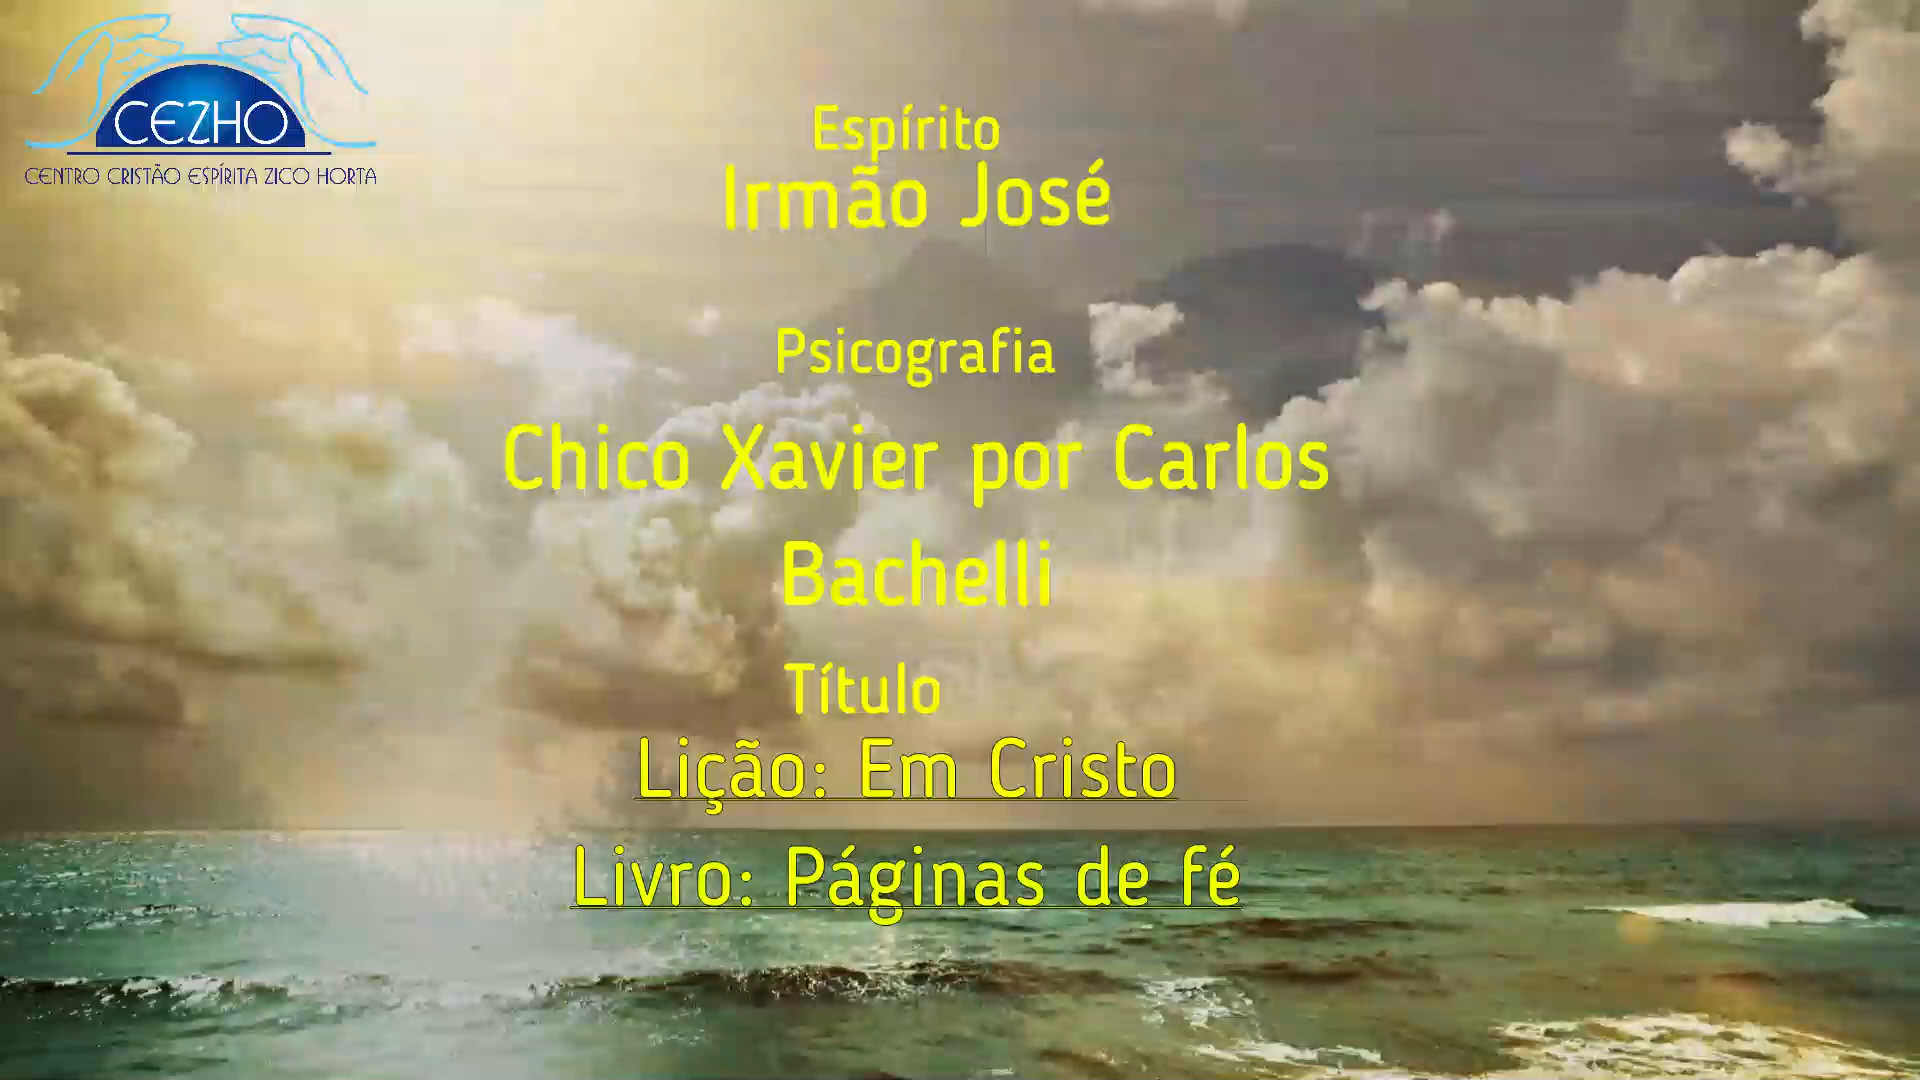 CEZHO
CENTRO CRISTÃO ESPÍRITA ZICO HORTA
Espírito
Irmão José
Psicografia
Chico Xavier por Carlos
Bachelli
Título
Lição: Em Cristo
Livro: Páginas de fé